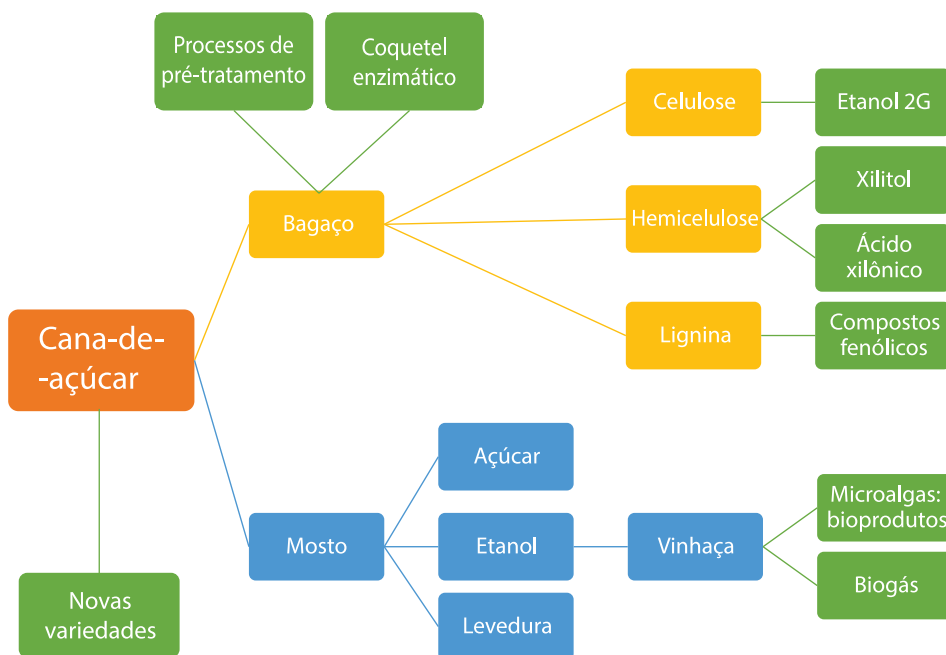 Processos de
pré-tratamento
Coquetel
enzimático
Celulose
Etanol 2G
Xilitol
Bagaço
Hemicelulose
Ácido
xilônico
Cana-de-
-açúcar
Lignina
Compostos
fenólicos
Açúcar
Microalgas:
bioprodutos
Mosto
Etanol
Vinhaça
Biogás
Novas
variedades
Levedura